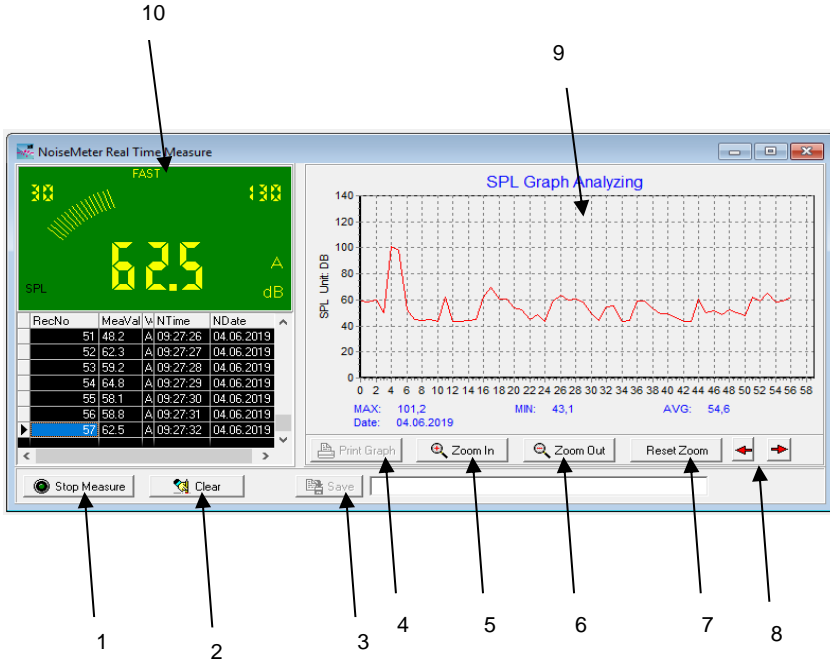 10
9
NoiseMeter Real Time Measure
FAST
30 130
62.5
A
SPL dB
RecNo MeaVal NTime NDate
51 48.2 A 09:27:26 04.06.2019
52 62.3 A 09:27:27 04.06.2019
53 59.2 A 09:27:28 04.06.2019
54 64.8 A 09:27:29 04.06.2019
55 58.1 A 09:27:30 04.06.2019
56 58.8 A 09:27:31 04.06.2019
57 62.5 A 09:27:32 04.06.2019
SPL Graph Analyzing
SPL Unit: DB
140
120
100
80
60
40
20
0
0 2 4 6 8 10 12 14 16 18 20 22 24 26 28 30 32 34 36 38 40 42 44 46 48 50 52 54 56 58
MAX: 101,2 MIN: 43,1 AVG: 54,6
Date: 04.06.2019
Print Graph Zoom In Zoom Out Reset Zoom
Stop Measure Clear Save
1 2 3 4 5 6 7 8